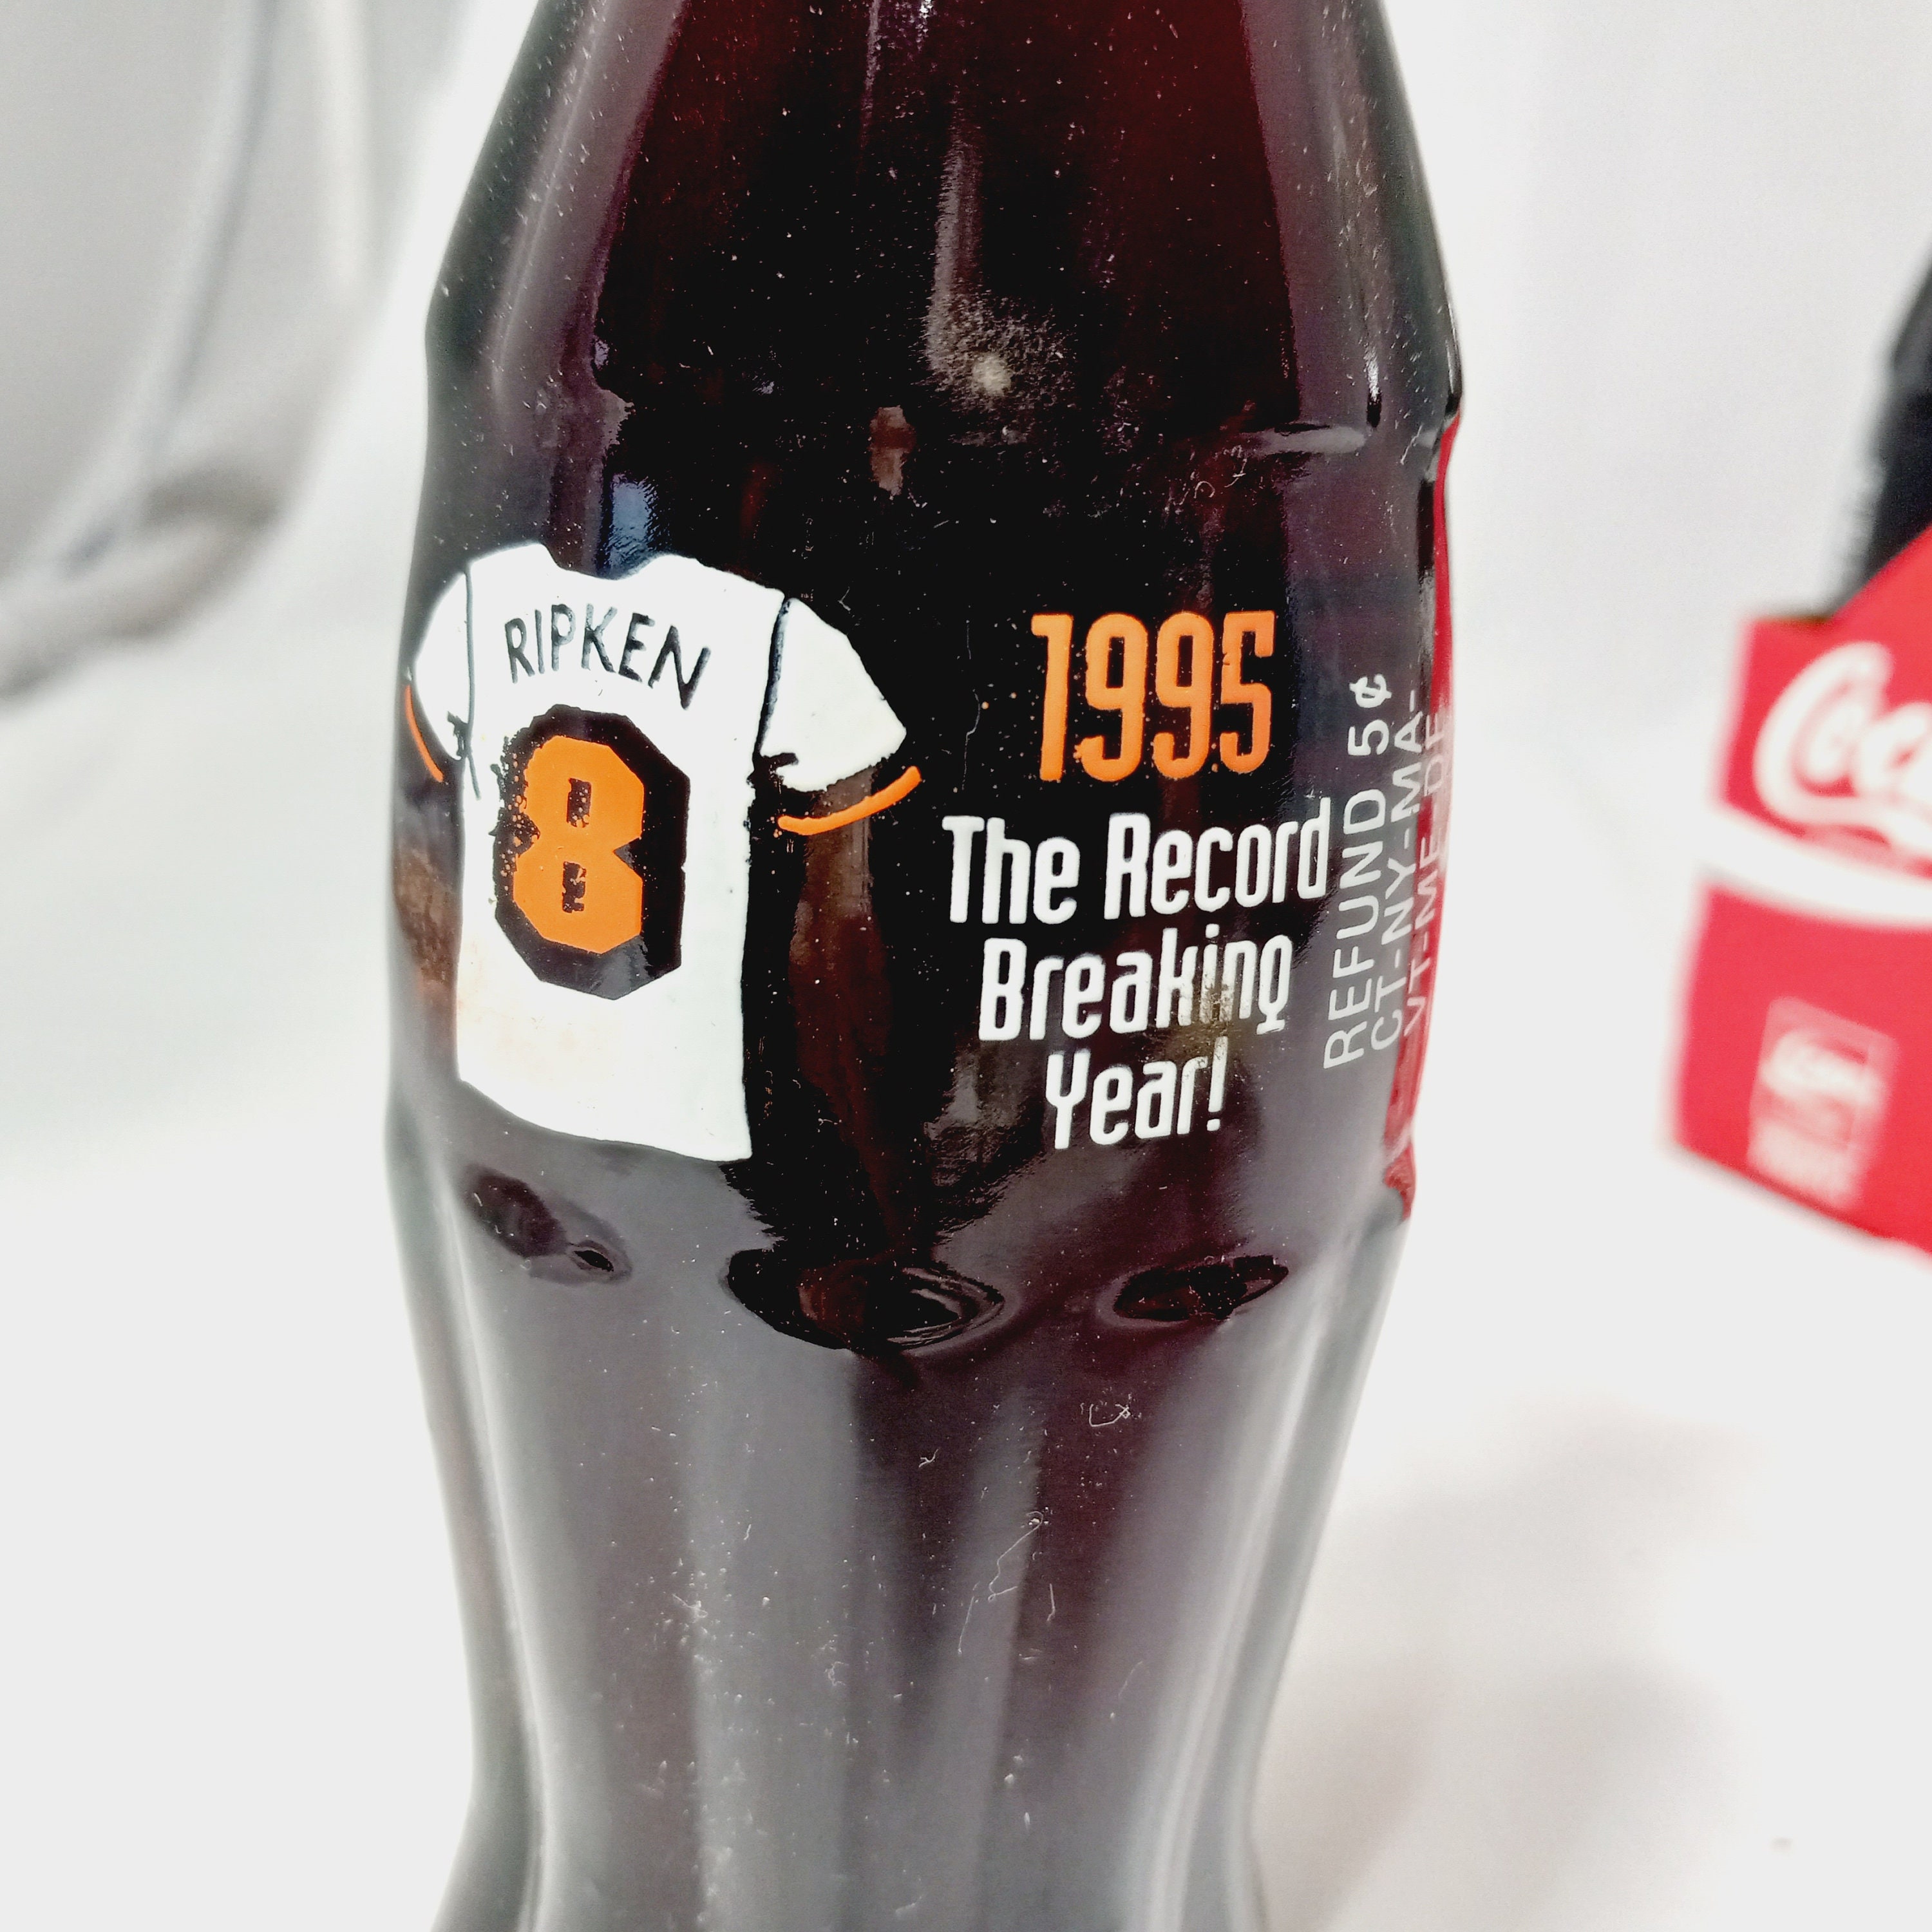 RIPKEN
8
1995
The Record
Breaking
Year!
REFUND 5¢
CT-NY-MA-
VT-ME-DE